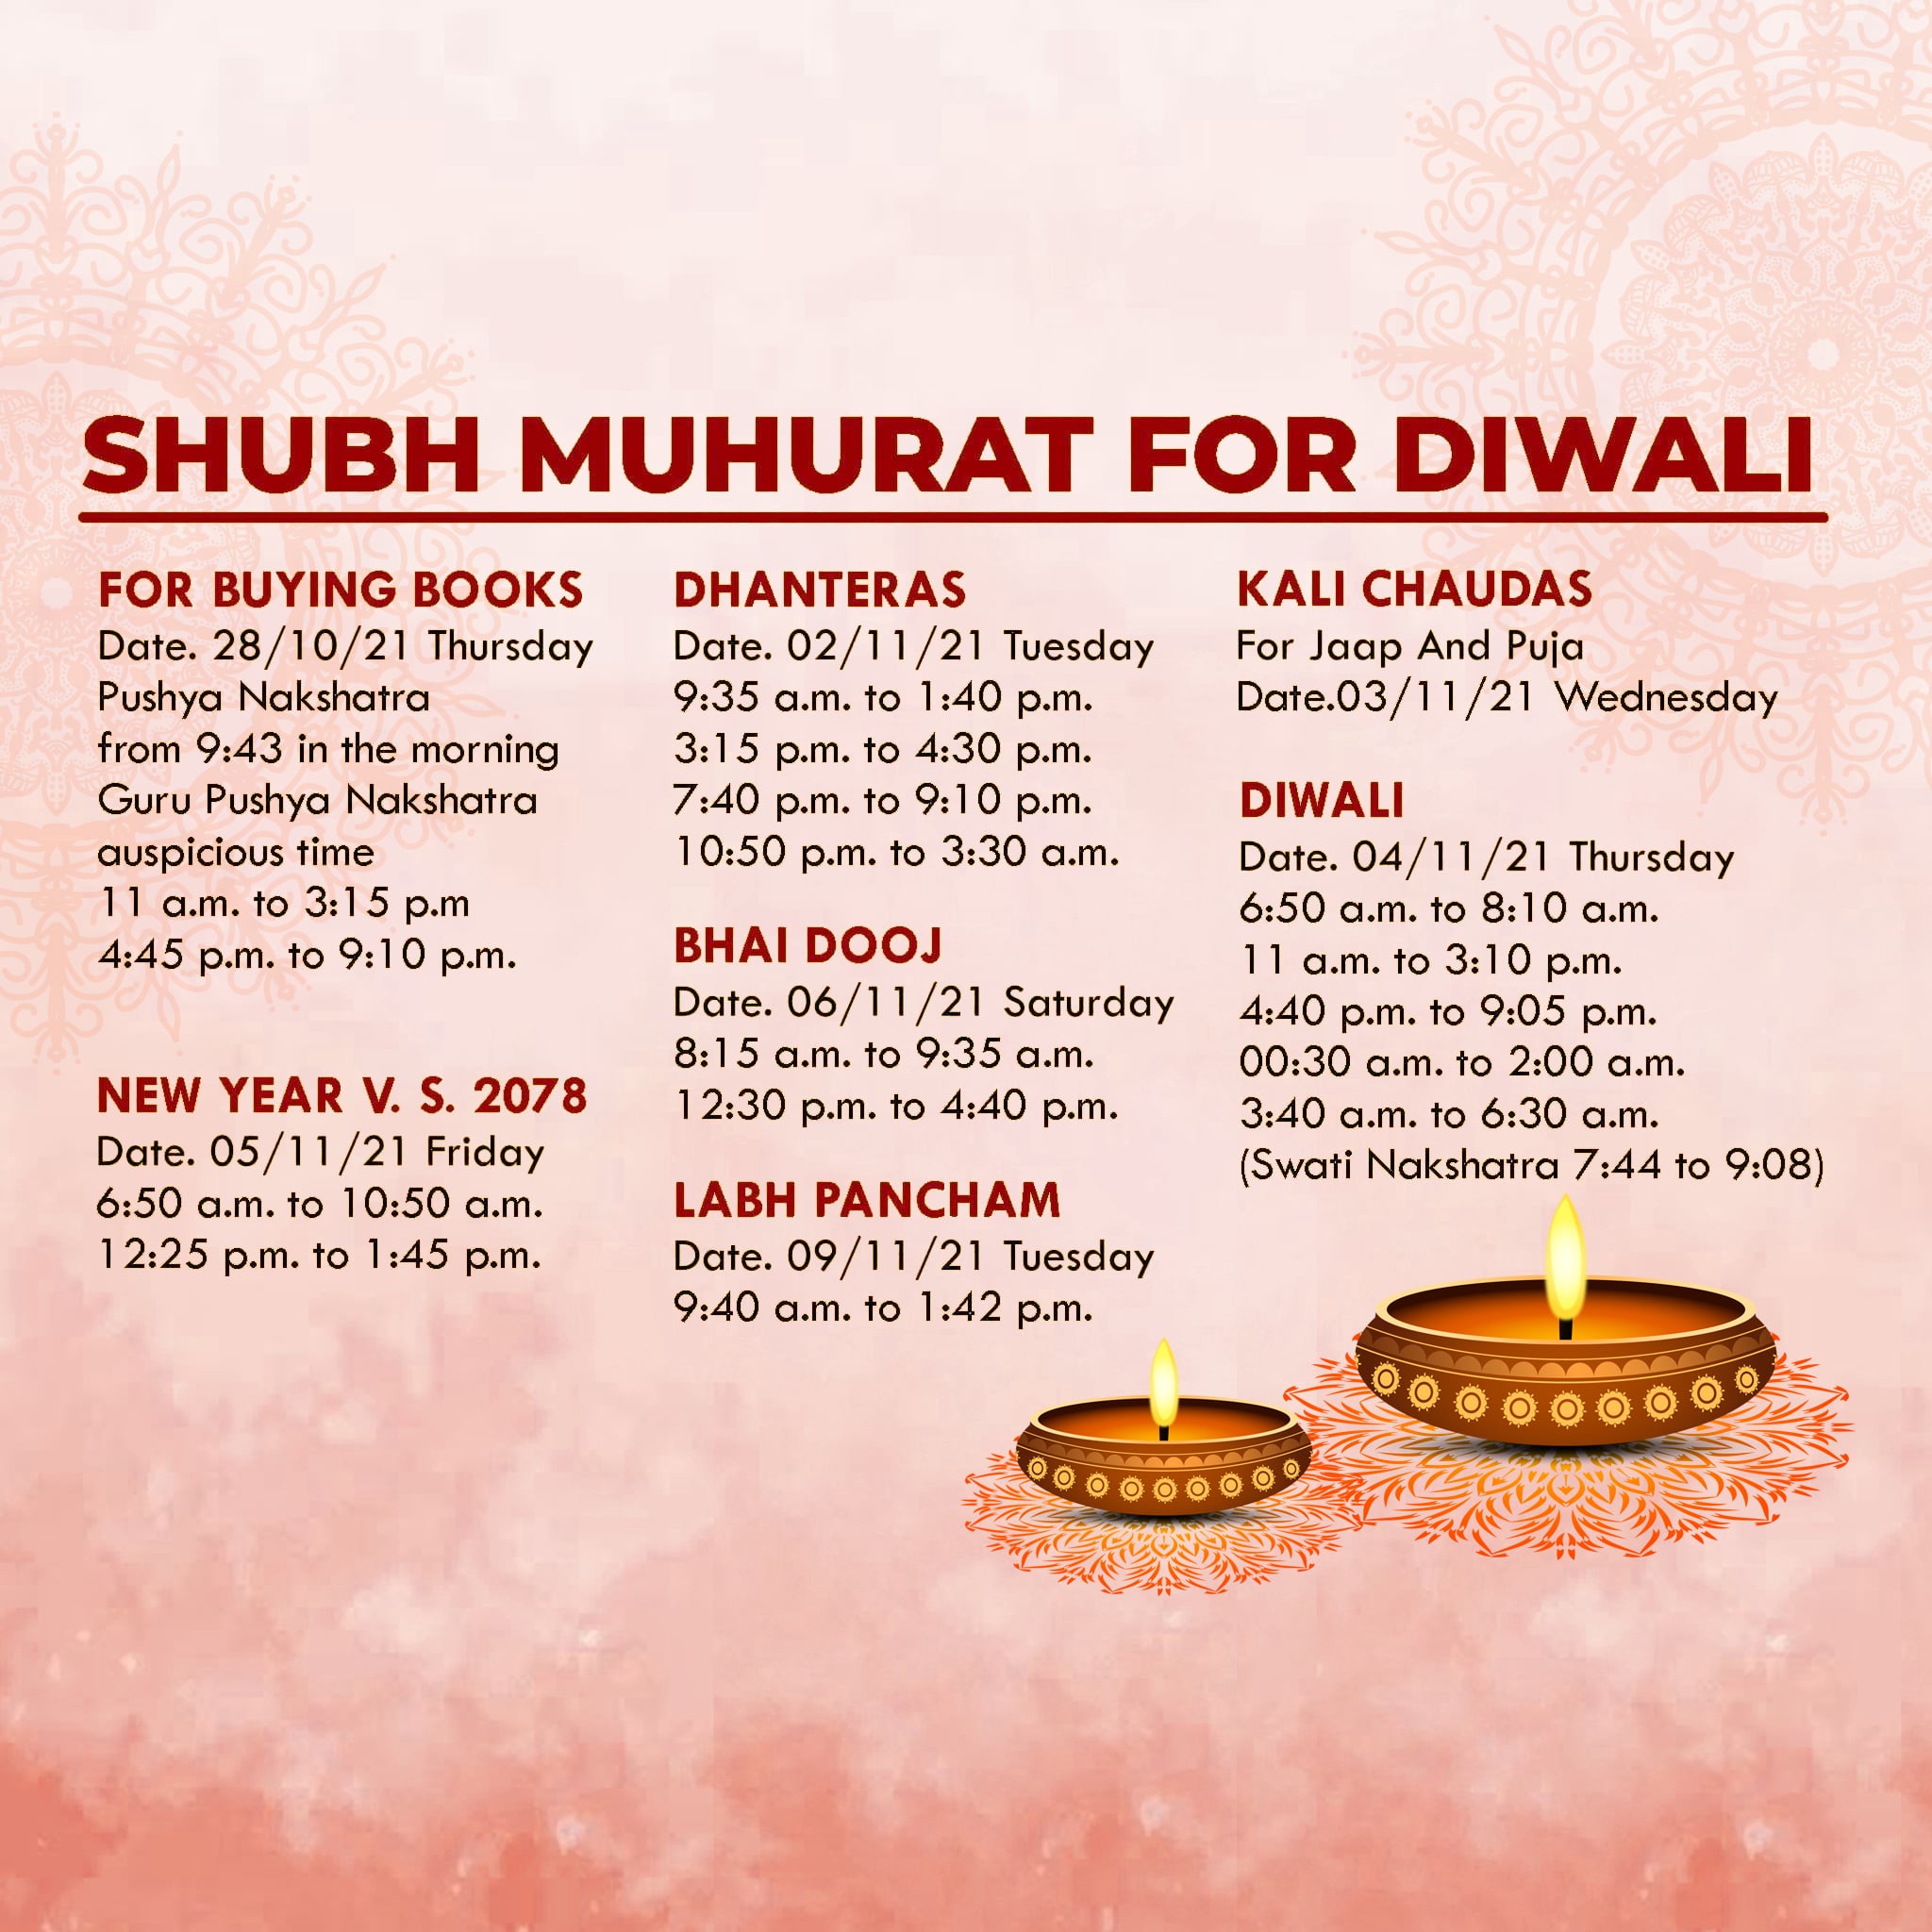 SHUBH MUHURAT FOR DIWALI
FOR BUYING BOOKS
Date. 28/10/21 Thursday
Pushya Nakshatra
from 9:43 in the morning
Guru Pushya Nakshatra
auspicious time
11 a.m. to 3:15 p.m
4:45 p.m. to 9:10 p.m.
NEW YEAR V. S. 2078
Date. 05/11/21 Friday
6:50 a.m. to 10:50 a.m.
12:25 p.m. to 1:45 p.m.
DHANTERAS
Date. 02/11/21 Tuesday
9:35 a.m. to 1:40 p.m.
3:15 p.m. to 4:30 p.m.
7:40 p.m. to 9:10 p.m.
10:50 p.m. to 3:30 a.m.
BHAI DOOJ
Date. 06/11/21 Saturday
8:15 a.m. to 9:35 a.m.
12:30 p.m. to 4:40 p.m.
LABH PANCHAM
Date. 09/11/21 Tuesday
9:40 a.m. to 1:42 p.m.
KALI CHAUDAS
For Jaap And Puja
Date.03/11/21 Wednesday
DIWALI
Date. 04/11/21 Thursday
6:50 a.m. to 8:10 a.m.
11 a.m. to 3:10 p.m.
4:40 p.m. to 9:05 p.m.
00:30 a.m. to 2:00 a.m.
3:40 a.m. to 6:30 a.m.
(Swati Nakshatra 7:44 to 9:08)